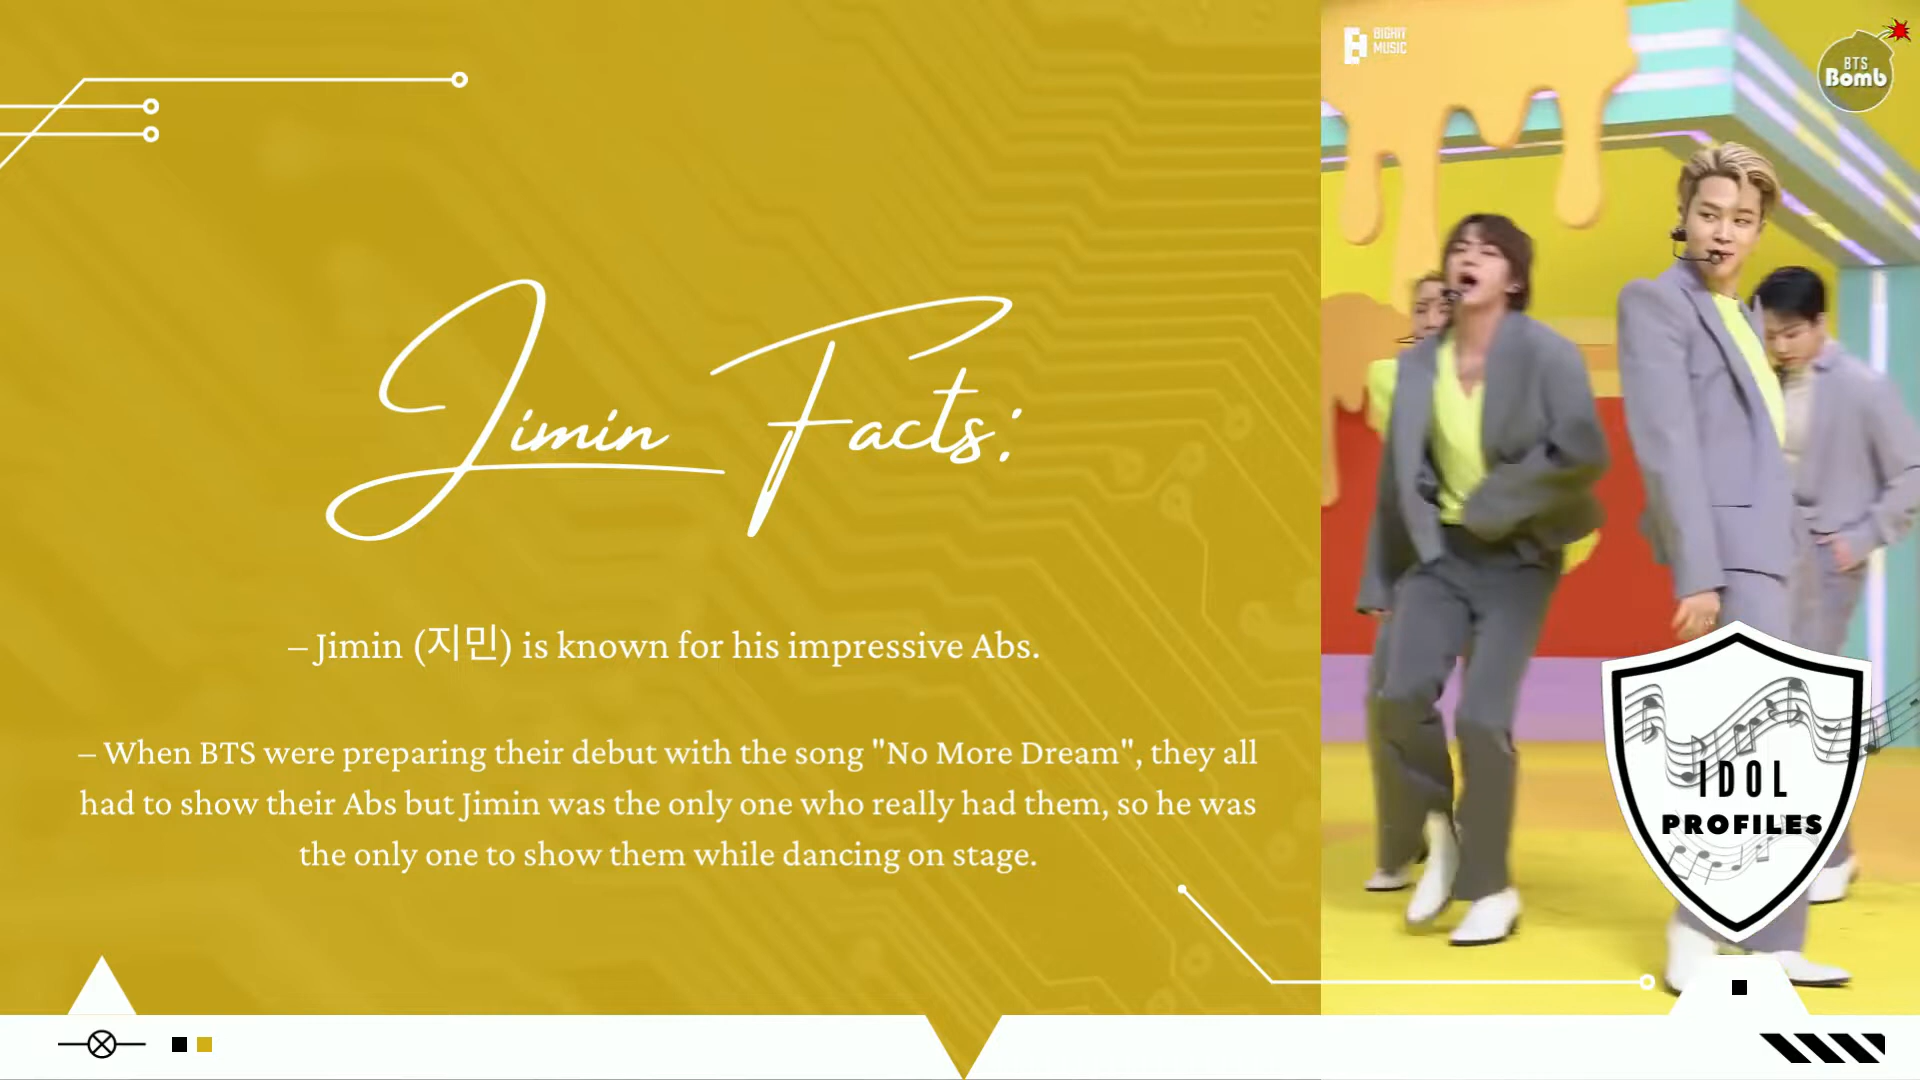 BIGHIT
MUSIC
BTS
Bomb
Jimin Facts:
– Jimin (지민) is known for his impressive Abs.
– When BTS were preparing their debut with the song "No More Dream", they all
had to show their Abs but Jimin was the only one who really had them, so he was
the only one to show them while dancing on stage.
IDOL
PROFILES